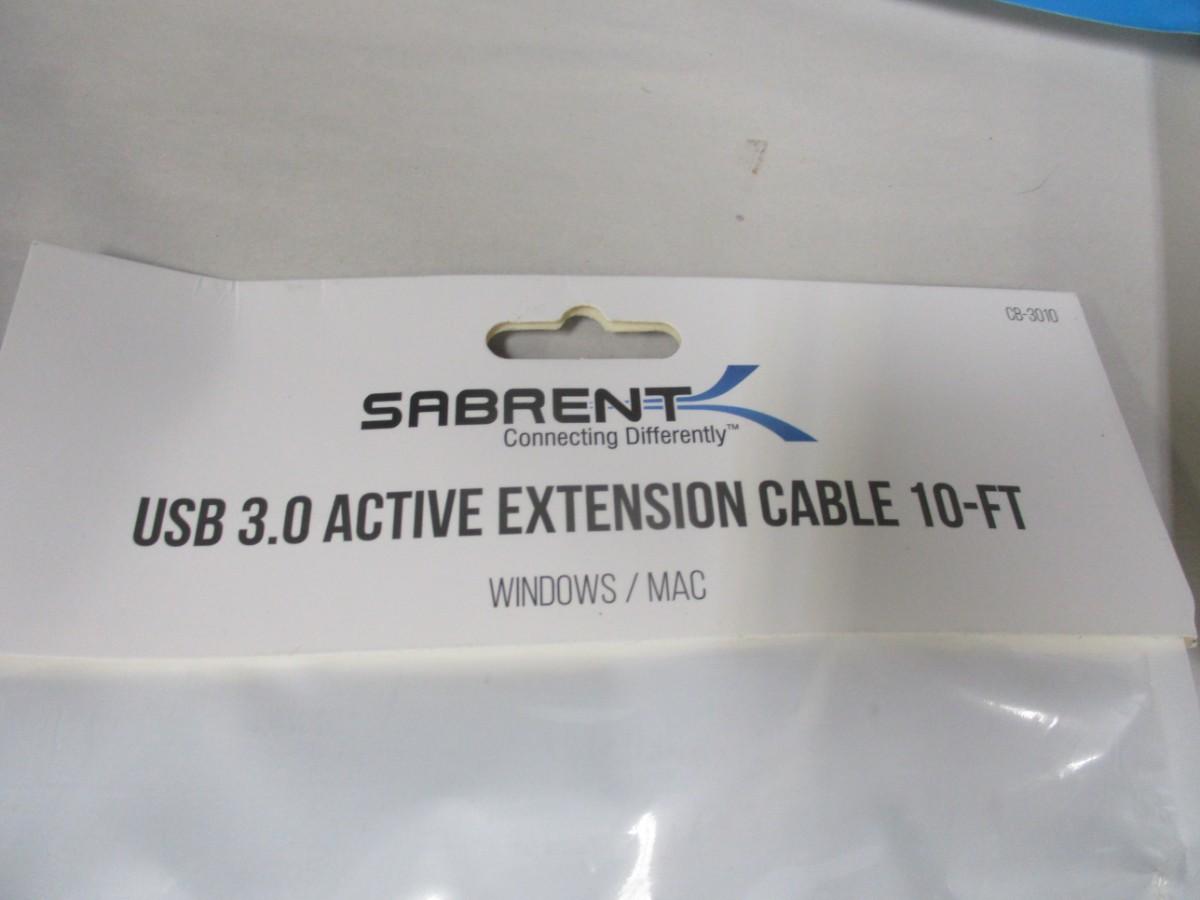 CB-3010
SABRENT
Connecting Differently™
USB 3.0 ACTIVE EXTENSION CABLE 10-FT
WINDOWS / MAC